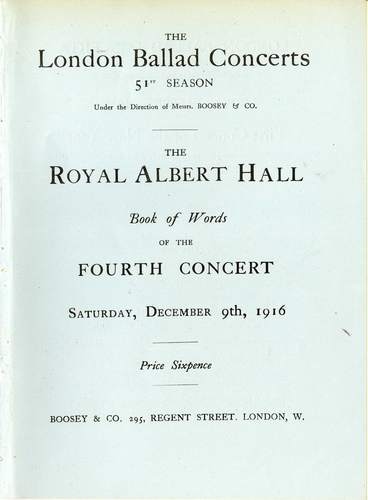 THE
London Ballad Concerts
51ST SEASON
Under the Direction of Messrs. BOOSEY & CO.
THE
ROYAL ALBERT HALL
Book of Words
OF THE
FOURTH CONCERT
SATURDAY, DECEMBER 9th, 1916
Price Sixpence
BOOSEY & CO. 295, REGENT STREET. LONDON, W.